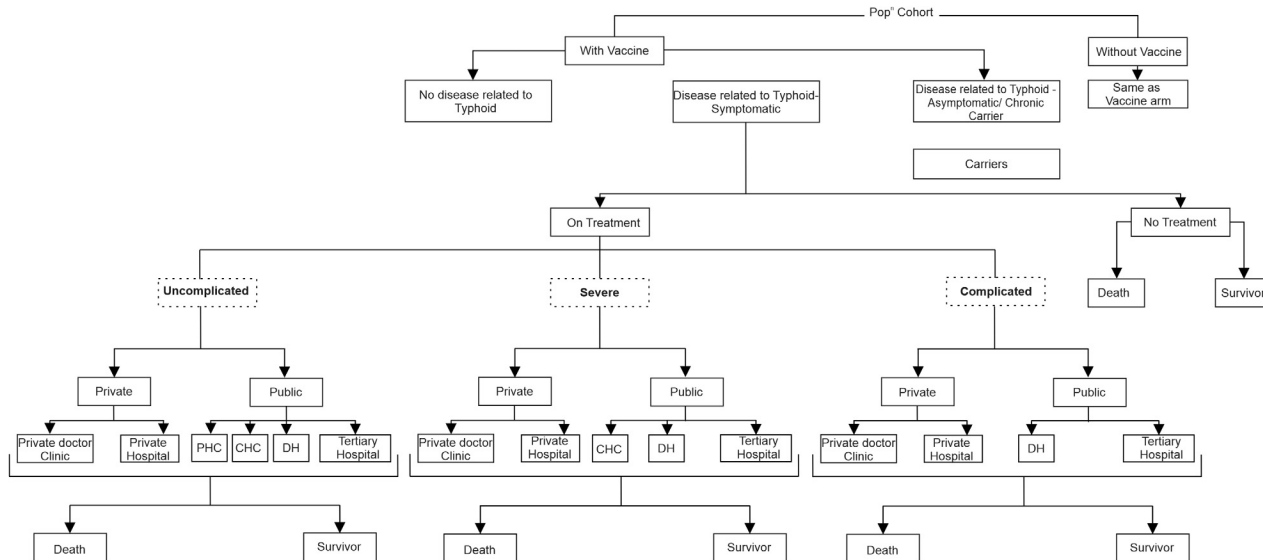 Popⁿ Cohort
With Vaccine
Without Vaccine
No disease related to
Typhoid
Disease related to Typhoid-
Symptomatic
Disease related to Typhoid -
Asymptomatic/ Chronic
Carrier
Same as
Vaccine arm
Carriers
On Treatment
No Treatment
Uncomplicated
Severe
Complicated
Death
Survivor
Private
Public
Private
Public
Private
Public
Private doctor
Clinic
Private
Hospital
PHC
CHC
DH
Tertiary
Hospital
Private doctor
Clinic
Private
Hospital
CHC
DH
Tertiary
Hospital
Private doctor
Clinic
Private
Hospital
DH
Tertiary
Hospital
Death
Survivor
Death
Survivor
Death
Survivor